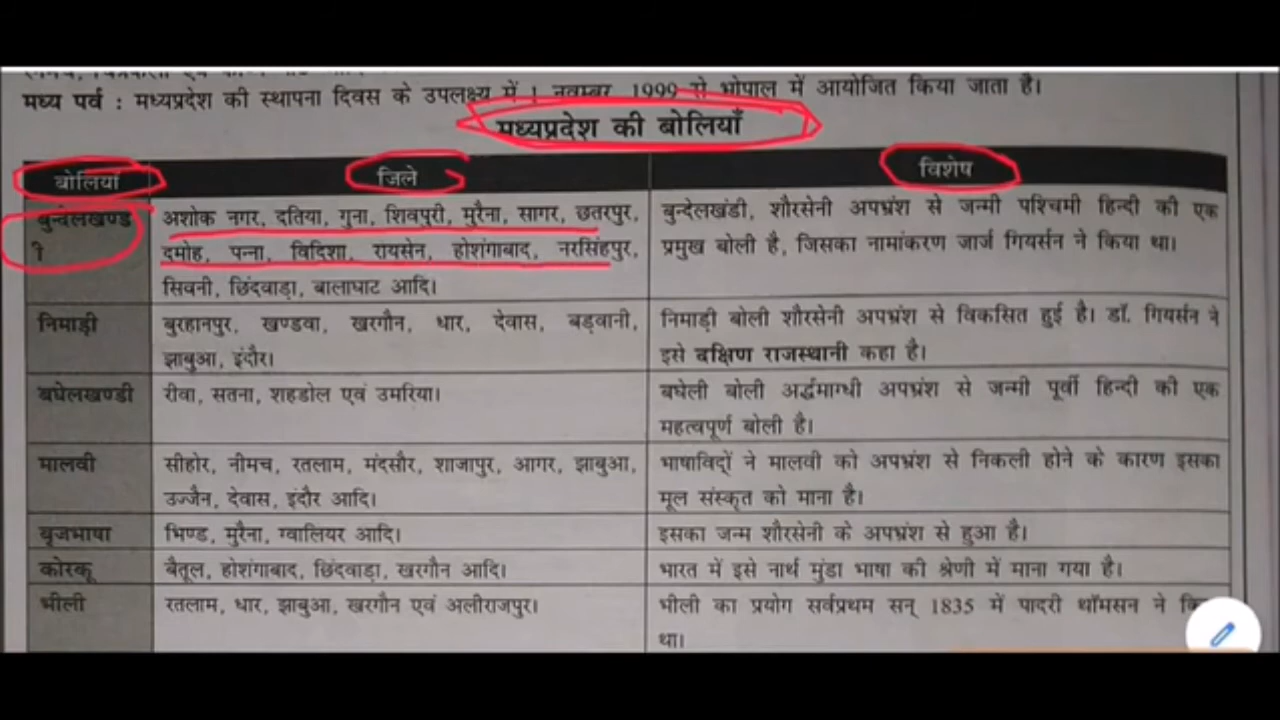 मध्य पर्व : मध्यप्रदेश की स्थापना दिवस के उपलक्ष्य में 1 नवम्बर, 1999 से भोपाल में आयोजित किया जाता है।
मध्यप्रदेश की बोलियाँ
बोलियाँ जिले विशेष
बुन्देलखण्डी
अशोक नगर, दतिया, गुना, शिवपुरी, मुरैना, सागर, छतरपुर,
दमोह, पन्ना, विदिशा, रायसेन, होशंगाबाद, नरसिंहपुर,
सिवनी, छिंदवाड़ा, बालाघाट आदि।
बुन्देलखंडी, शौरसेनी अपभ्रंश से जन्मी पश्चिमी हिन्दी की एक
प्रमुख बोली है, जिसका नामांकरण जार्ज गियर्सन ने किया था।
निमाड़ी
बुरहानपुर, खण्डवा, खरगौन, धार, देवास, बड़वानी,
झाबुआ, इंदौर।
निमाड़ी बोली शौरसेनी अपभ्रंश से विकसित हुई है। डॉ. गियर्सन ने
इसे दक्षिण राजस्थानी कहा है।
बघेलखण्डी
रीवा, सतना, शहडोल एवं उमरिया।
बघेली बोली अर्द्धमाग्धी अपभ्रंश से जन्मी पूर्वी हिन्दी की एक
महत्वपूर्ण बोली है।
मालवी
सीहोर, नीमच, रतलाम, मंदसौर, शाजापुर, आगर, झाबुआ,
उज्जैन, देवास, इंदौर आदि।
भाषाविदों ने मालवी को अपभ्रंश से निकली होने के कारण इसका
मूल संस्कृत को माना है।
बृजभाषा
भिण्ड, मुरैना, ग्वालियर आदि।
इसका जन्म शौरसेनी के अपभ्रंश से हुआ है।
कोरकू
बैतूल, होशंगाबाद, छिंदवाड़ा, खरगौन आदि।
भारत में इसे नार्थ मुंडा भाषा की श्रेणी में माना गया है।
भीली
रतलाम, धार, झाबुआ, खरगौन एवं अलीराजपुर।
भीली का प्रयोग सर्वप्रथम सन् 1835 में पादरी थॉमसन ने
था।